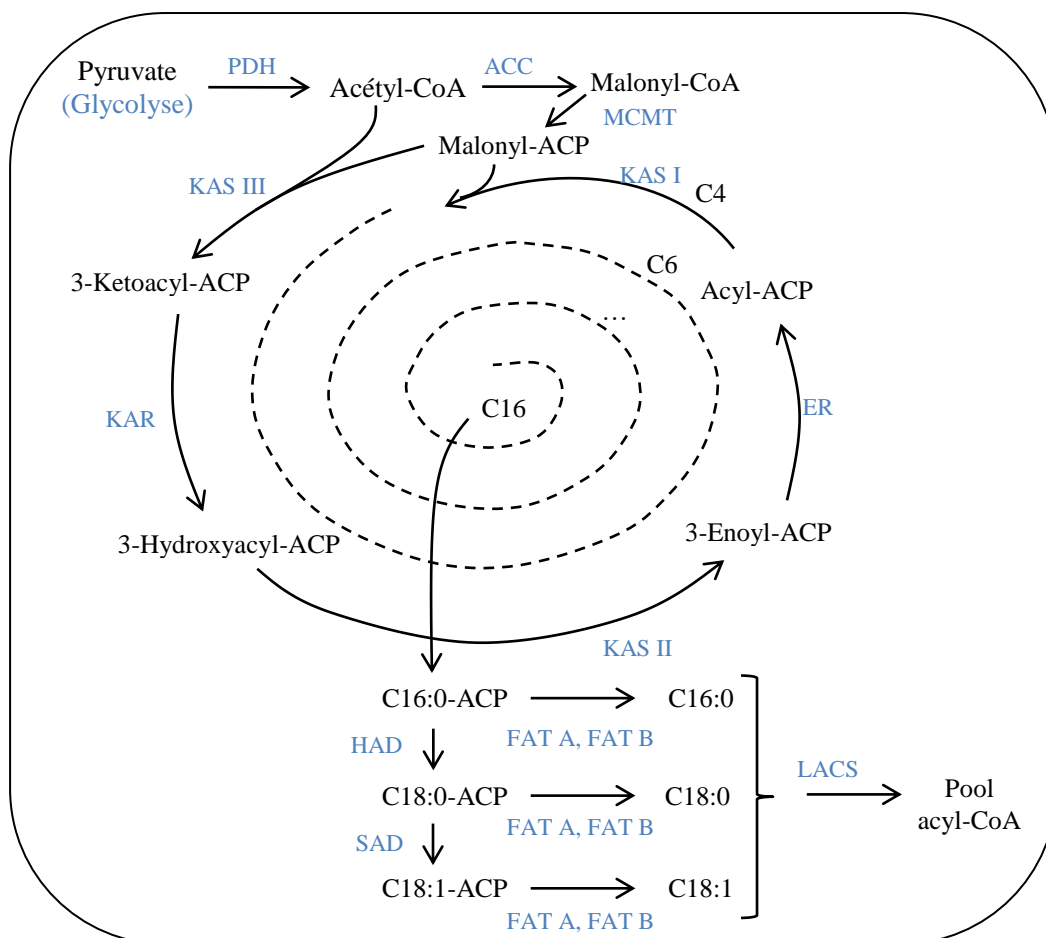 PDH
ACC
Pyruvate
(Glycolyse)
Acétyl-CoA
Malonyl-CoA
MCMT
Malonyl-ACP
KAS III
KAS I
C4
3-Ketoacyl-ACP
C6
Acyl-ACP
...
C16
KAR
ER
3-Hydroxyacyl-ACP
3-Enoyl-ACP
KAS II
C16:0-ACP
C16:0
HAD
FAT A, FAT B
LACS
C18:0-ACP
C18:0
Pool
acyl-CoA
FAT A, FAT B
SAD
C18:1-ACP
C18:1
FAT A, FAT B